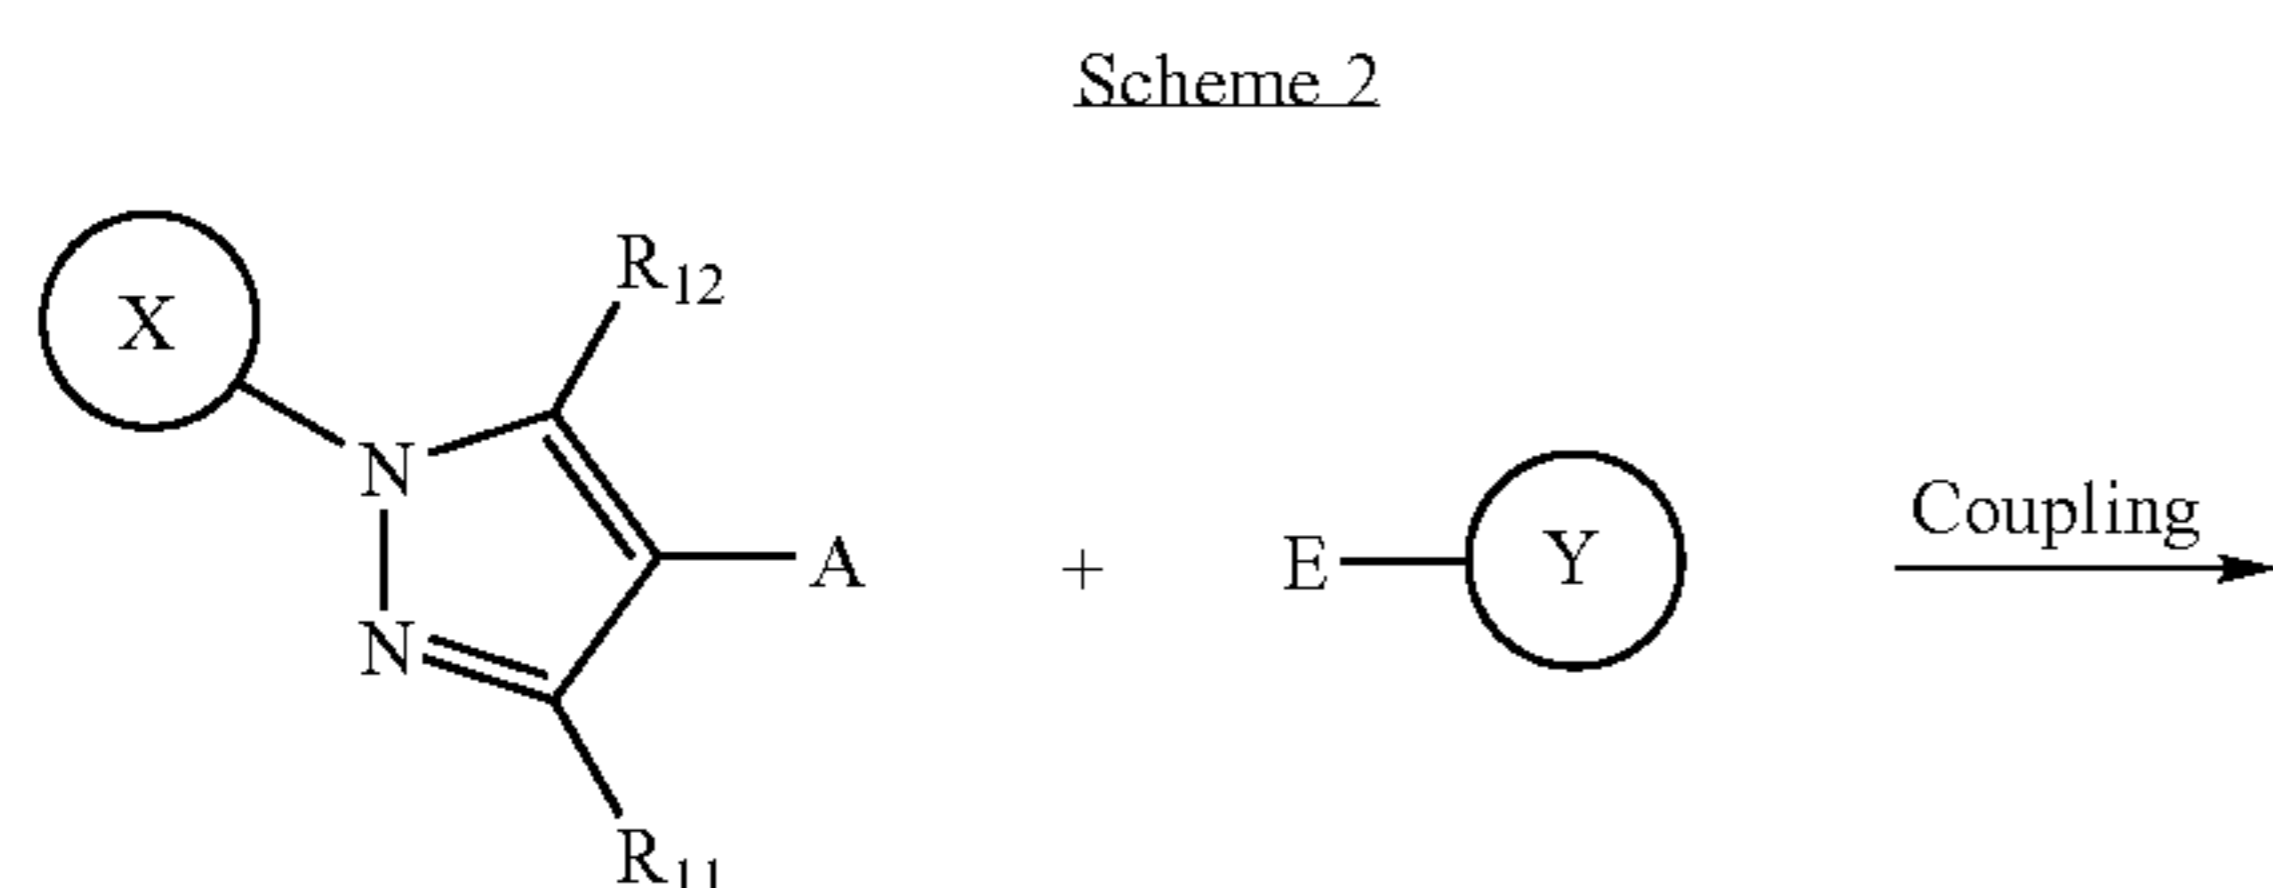 Scheme 2
R12
X
N
Coupling
A + E Y
N
R11